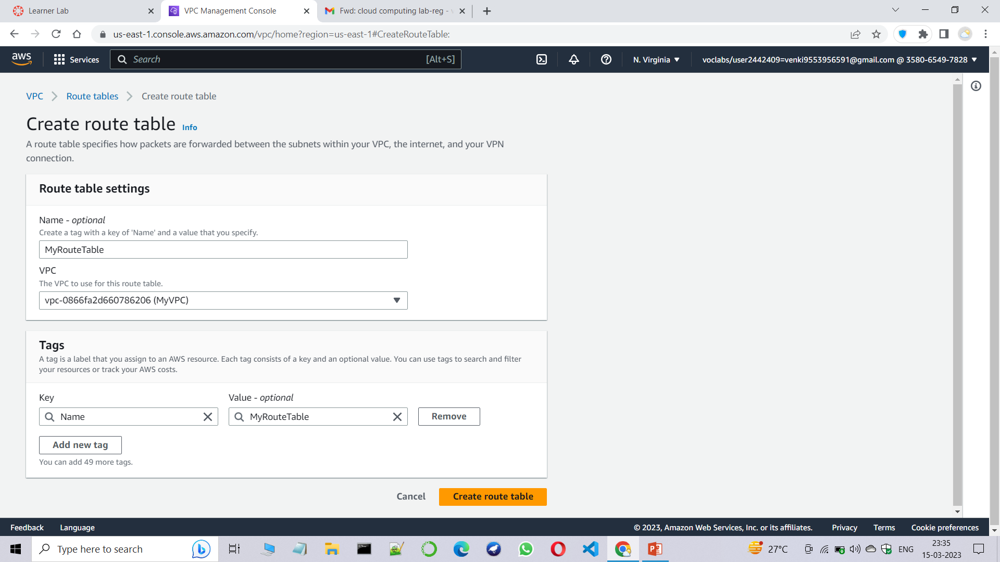 Learner Lab
VPC Management Console
Fwd: cloud computing lab-reg - 
us-east-1.console.aws.amazon.com/vpc/home?region=us-east-1#CreateRouteTable:
aws
Services
Search
[Alt+S]
N. Virginia
voclabs/user2442409=venki9553956591@gmail.com @ 3580-6549-7828
VPC
Route tables
Create route table
Create route table Info
A route table specifies how packets are forwarded between the subnets within your VPC, the internet, and your VPN
connection.
Route table settings
Name - optional
Create a tag with a key of 'Name' and a value that you specify.
MyRouteTable
VPC
The VPC to use for this route table.
vpc-0866fa2d660786206 (MyVPC)
Tags
A tag is a label that you assign to an AWS resource. Each tag consists of a key and an optional value. You can use tags to search and filter
your resources or track your AWS costs.
Key
Value - optional
Name
MyRouteTable
Remove
Add new tag
You can add 49 more tags.
Cancel
Create route table
Feedback
Language
© 2023, Amazon Web Services, Inc. or its affiliates.
Privacy
Terms
Cookie preferences
Type here to search
27°C
ENG
23:35
15-03-2023